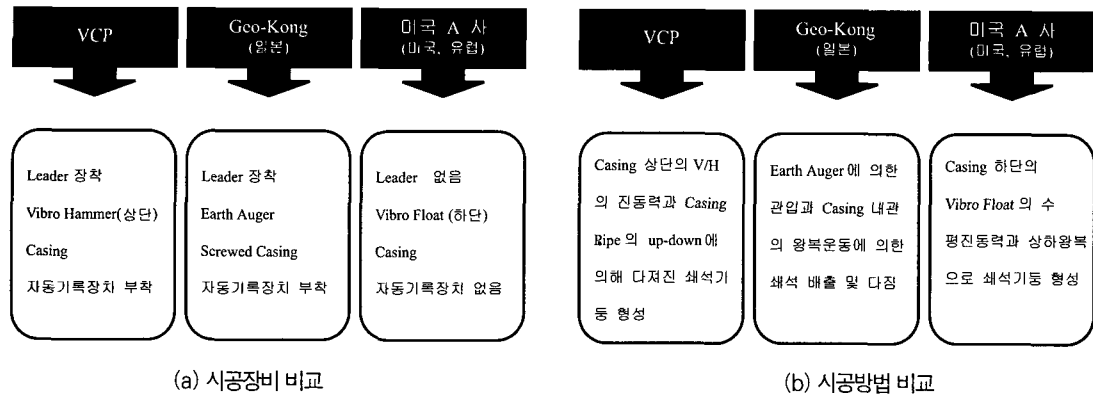 VCP
Geo-Kong
(일본)
미국 A 사
(미국, 유럽)
Leader 장착
Vibro Hammer(상단)
Casing
자동기록장차 부착
Leader 장착
Earth Auger
Screwed Casing
자동기록장치 부착
Leader 없음
Vibro Float (하단)
Casing
자동기록장치 없음
(a) 시공장비 비교
VCP
Geo-Kong
(일본)
미국 A 사
(미국, 유럽)
Casing 상단의 V/H
의 진동력과 Casing
Ripe 의 up-down 에
의해 다져진 쇄석기
둥 형성
Earth Auger 에 의한
관입과 Casing 내관
의 왕복운동에 의한
쇄석 배출 및 다짐
Casing 하단의
Vibro Float 의 수
평진동력과 상하왕복
으로 쇄석기둥 형성
(b) 시공방법 비교